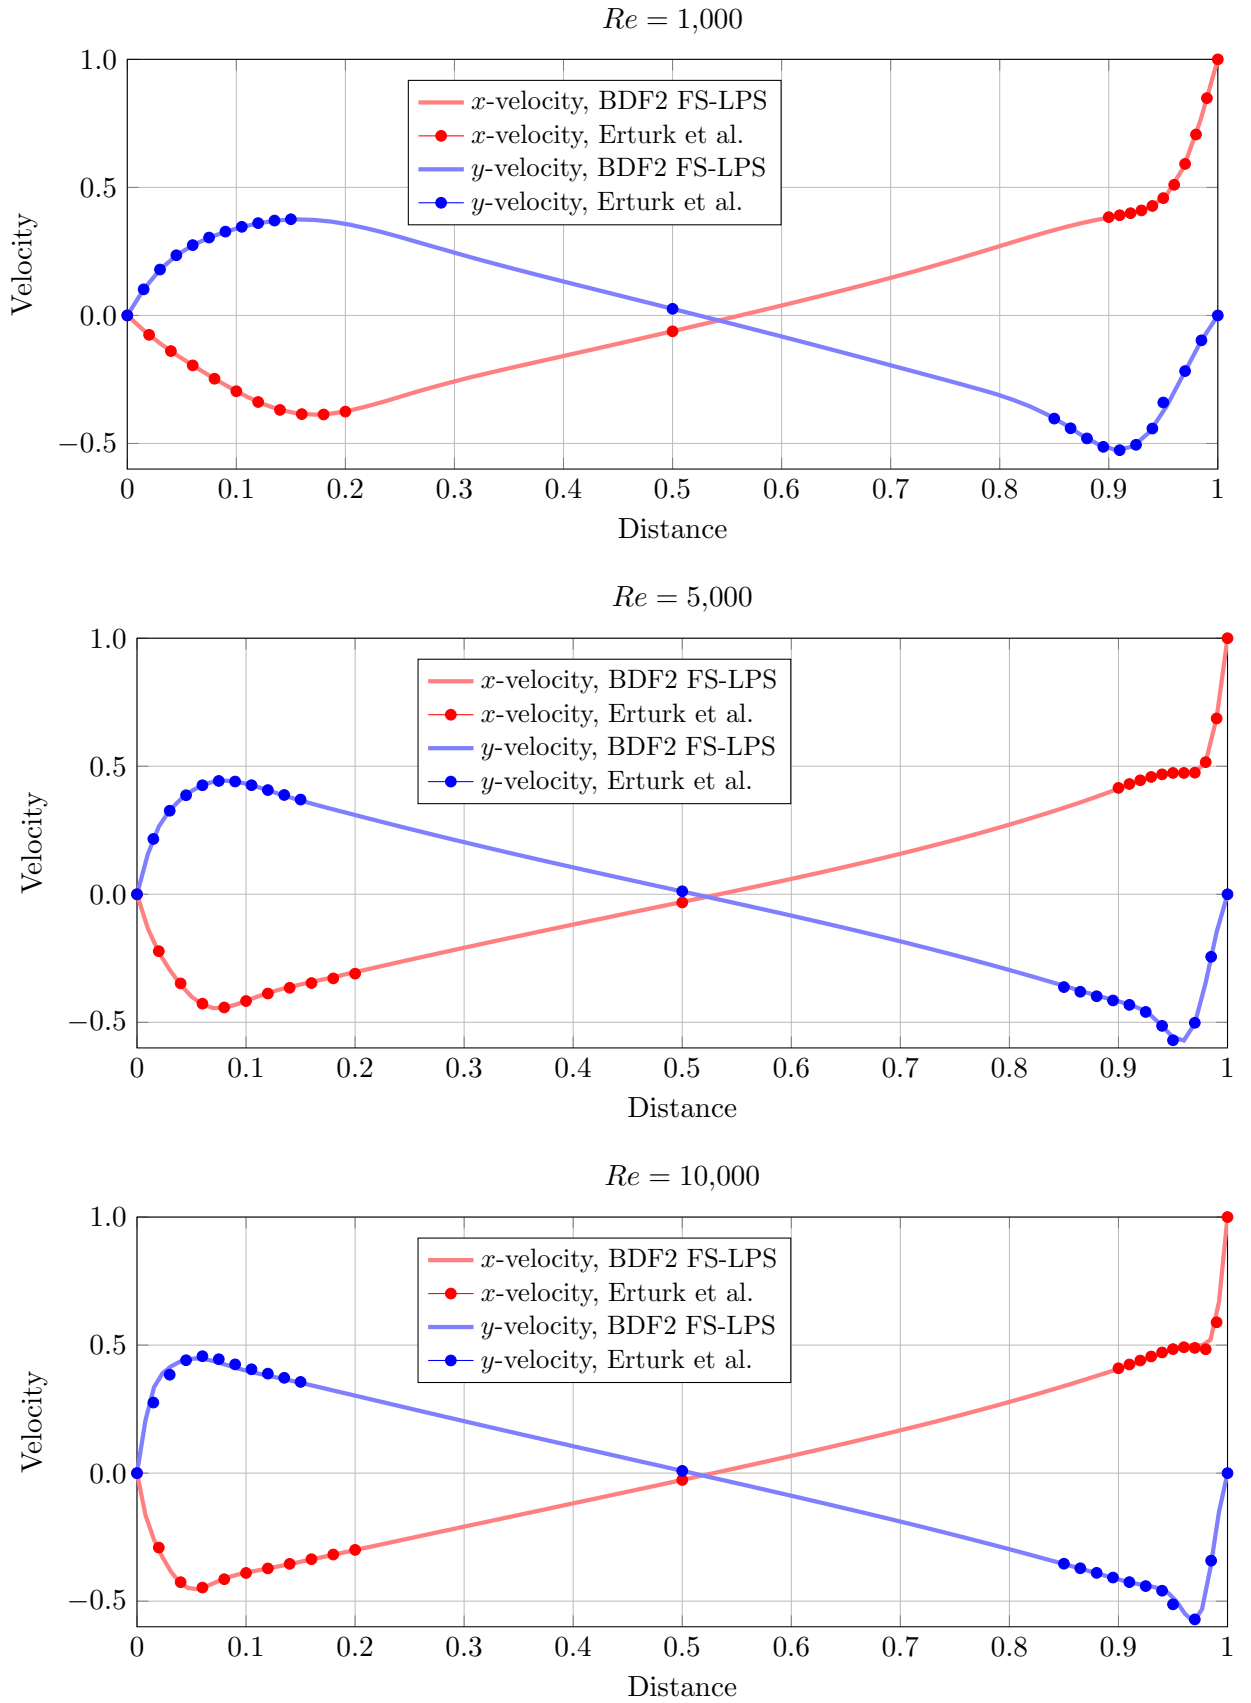 Re = 1,000
1.0
0.5
0.0
−0.5
Velocity
x-velocity, BDF2 FS-LPS
x-velocity, Erturk et al.
y-velocity, BDF2 FS-LPS
y-velocity, Erturk et al.
0 0.1 0.2 0.3 0.4 0.5 0.6 0.7 0.8 0.9 1
Distance
Re = 5,000
1.0
0.5
0.0
−0.5
Velocity
x-velocity, BDF2 FS-LPS
x-velocity, Erturk et al.
y-velocity, BDF2 FS-LPS
y-velocity, Erturk et al.
0 0.1 0.2 0.3 0.4 0.5 0.6 0.7 0.8 0.9 1
Distance
Re = 10,000
1.0
0.5
0.0
−0.5
Velocity
x-velocity, BDF2 FS-LPS
x-velocity, Erturk et al.
y-velocity, BDF2 FS-LPS
y-velocity, Erturk et al.
0 0.1 0.2 0.3 0.4 0.5 0.6 0.7 0.8 0.9 1
Distance